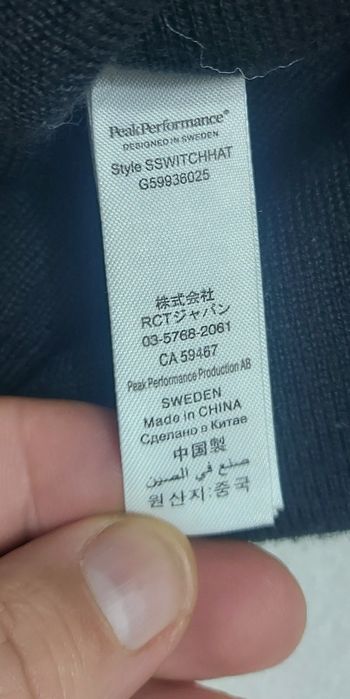 PeakPerformance®
DESIGNED IN SWEDEN
Style SSWITCHHAT
G59936025
株式会社
RCTジャパン
03-5768-2061
CA 59467
Peak Performance Production AB
SWEDEN
Made in CHINA
Сделано в Китае
中国製
صنع في الصين
원산지:중국